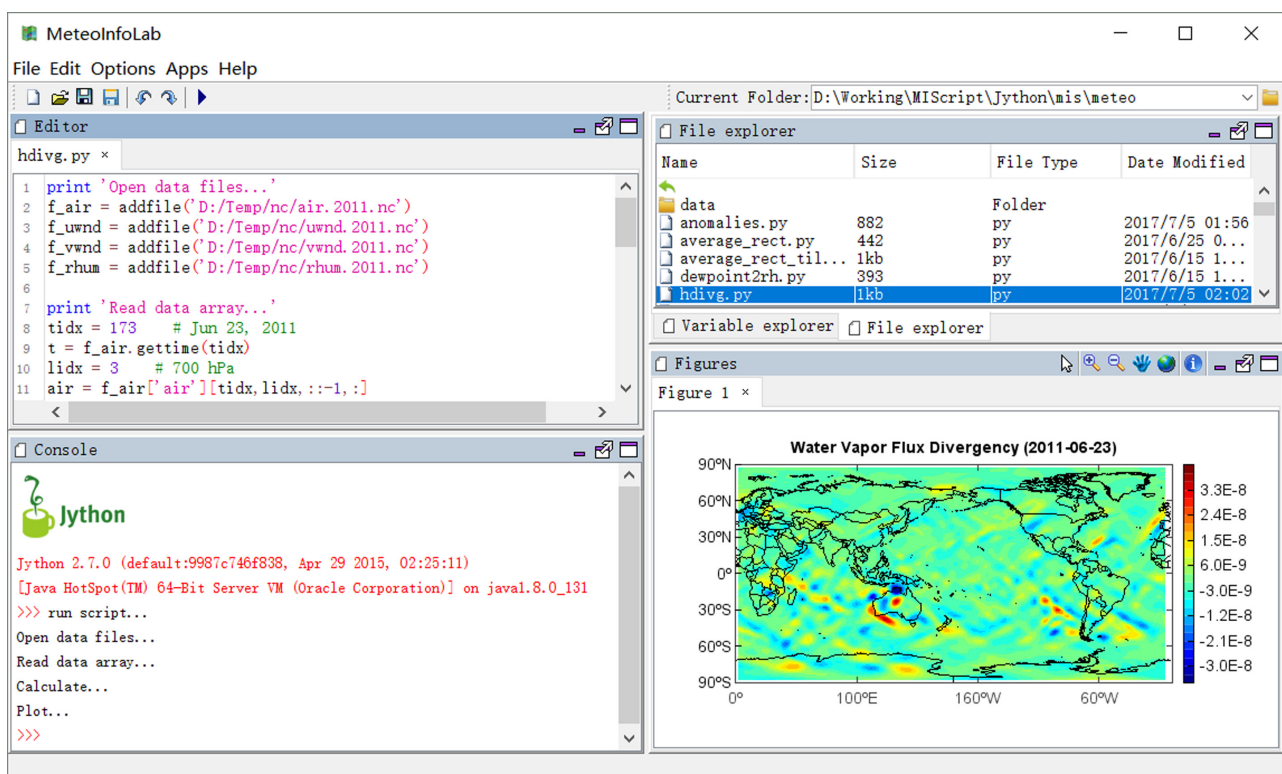 MeteoInfoLab
File Edit Options Apps Help
Current Folder: D:\Working\MIScript\Jython\mis\meteo
Editor
hdivg.py ×
1 print 'Open data files...'
2 f_air = addfile('D:/Temp/nc/air.2011.nc')
3 f_uwnd = addfile('D:/Temp/nc/uwnd.2011.nc')
4 f_vwnd = addfile('D:/Temp/nc/vwnd.2011.nc')
5 f_rhum = addfile('D:/Temp/nc/rhum.2011.nc')
6
7 print 'Read data array...'
8 tidx = 173    # Jun 23, 2011
9 t = f_air.gettime(tidx)
10 lidx = 3    # 700 hPa
11 air = f_air['air'][tidx,lidx,::-1,:]
Console
Jython
Jython 2.7.0 (default:9987c746f838, Apr 29 2015, 02:25:11)
[Java HotSpot(TM) 64-Bit Server VM (Oracle Corporation)] on java1.8.0_131
>>> run script...
Open data files...
Read data array...
Calculate...
Plot...
>>>
File explorer
Name Size File Type Date Modified
data Folder
anomalies.py 882 py 2017/7/5 01:56
average_rect.py 442 py 2017/6/25 0...
average_rect_til... 1kb py 2017/6/15 1...
dewpoint2rh.py 393 py 2017/6/15 1...
hdivg.py 1kb py 2017/7/5 02:02
Variable explorer File explorer
Figures
Figure 1 ×
Water Vapor Flux Divergency (2011-06-23)
90°N
60°N
30°N
0°
30°S
60°S
90°S
0° 100°E 160°W 60°W
3.3E-8
2.4E-8
1.5E-8
6.0E-9
-3.0E-9
-1.2E-8
-2.1E-8
-3.0E-8